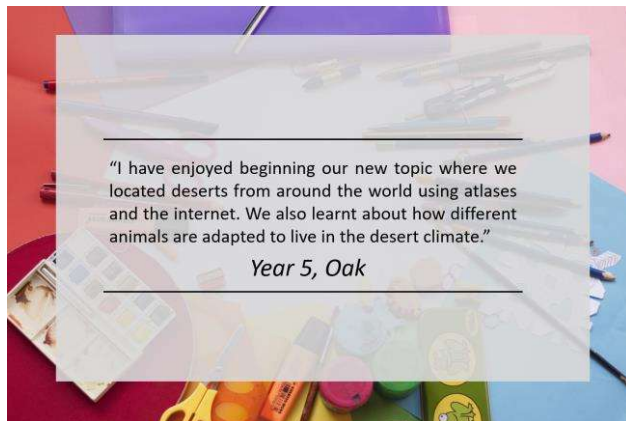 “I have enjoyed beginning our new topic where we
located deserts from around the world using atlases
and the internet. We also learnt about how different
animals are adapted to live in the desert climate.”
Year 5, Oak